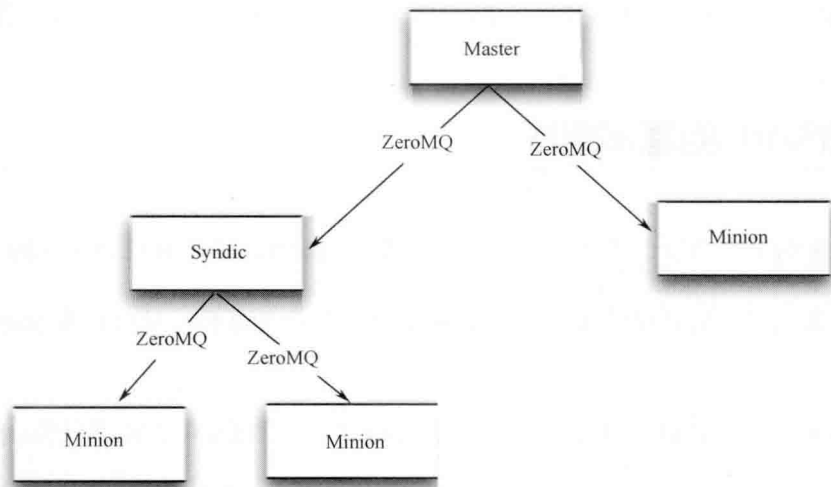 Master
ZeroMQ
ZeroMQ
Minion
Syndic
ZeroMQ
ZeroMQ
Minion
Minion